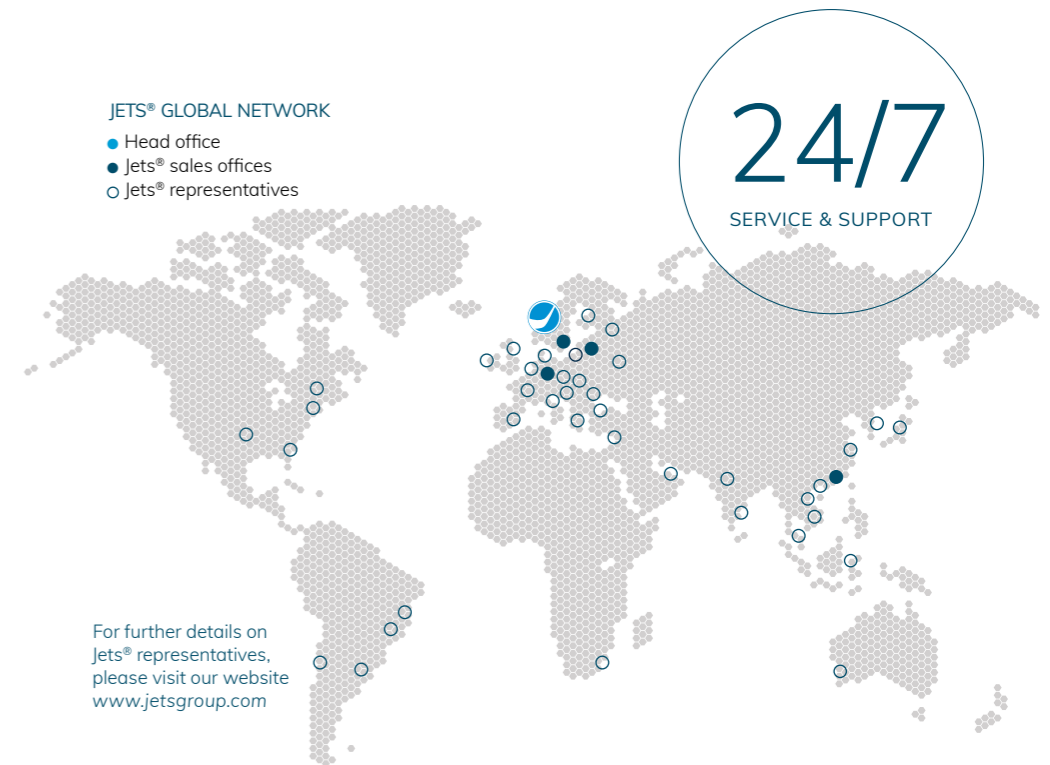 JETS® GLOBAL NETWORK
Head office
Jets® sales offices
Jets® representatives
24/7
SERVICE & SUPPORT
For further details on
Jets® representatives,
please visit our website
www.jetsgroup.com